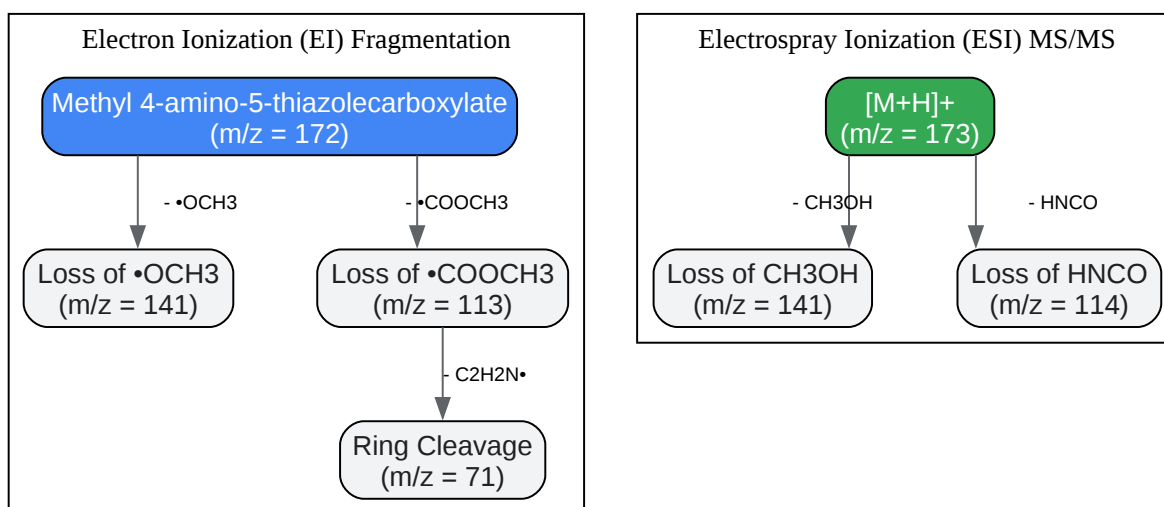 Electron Ionization (EI) Fragmentation
Methyl 4-amino-5-thiazolecarboxylate
(m/z = 172)
- •OCH3
- •COOCH3
Loss of •OCH3
(m/z = 141)
Loss of •COOCH3
(m/z = 113)
- C2H2N•
Ring Cleavage
(m/z = 71)
Electrospray Ionization (ESI) MS/MS
[M+H]+
(m/z = 173)
- CH3OH
- HNCO
Loss of CH3OH
(m/z = 141)
Loss of HNCO
(m/z = 114)